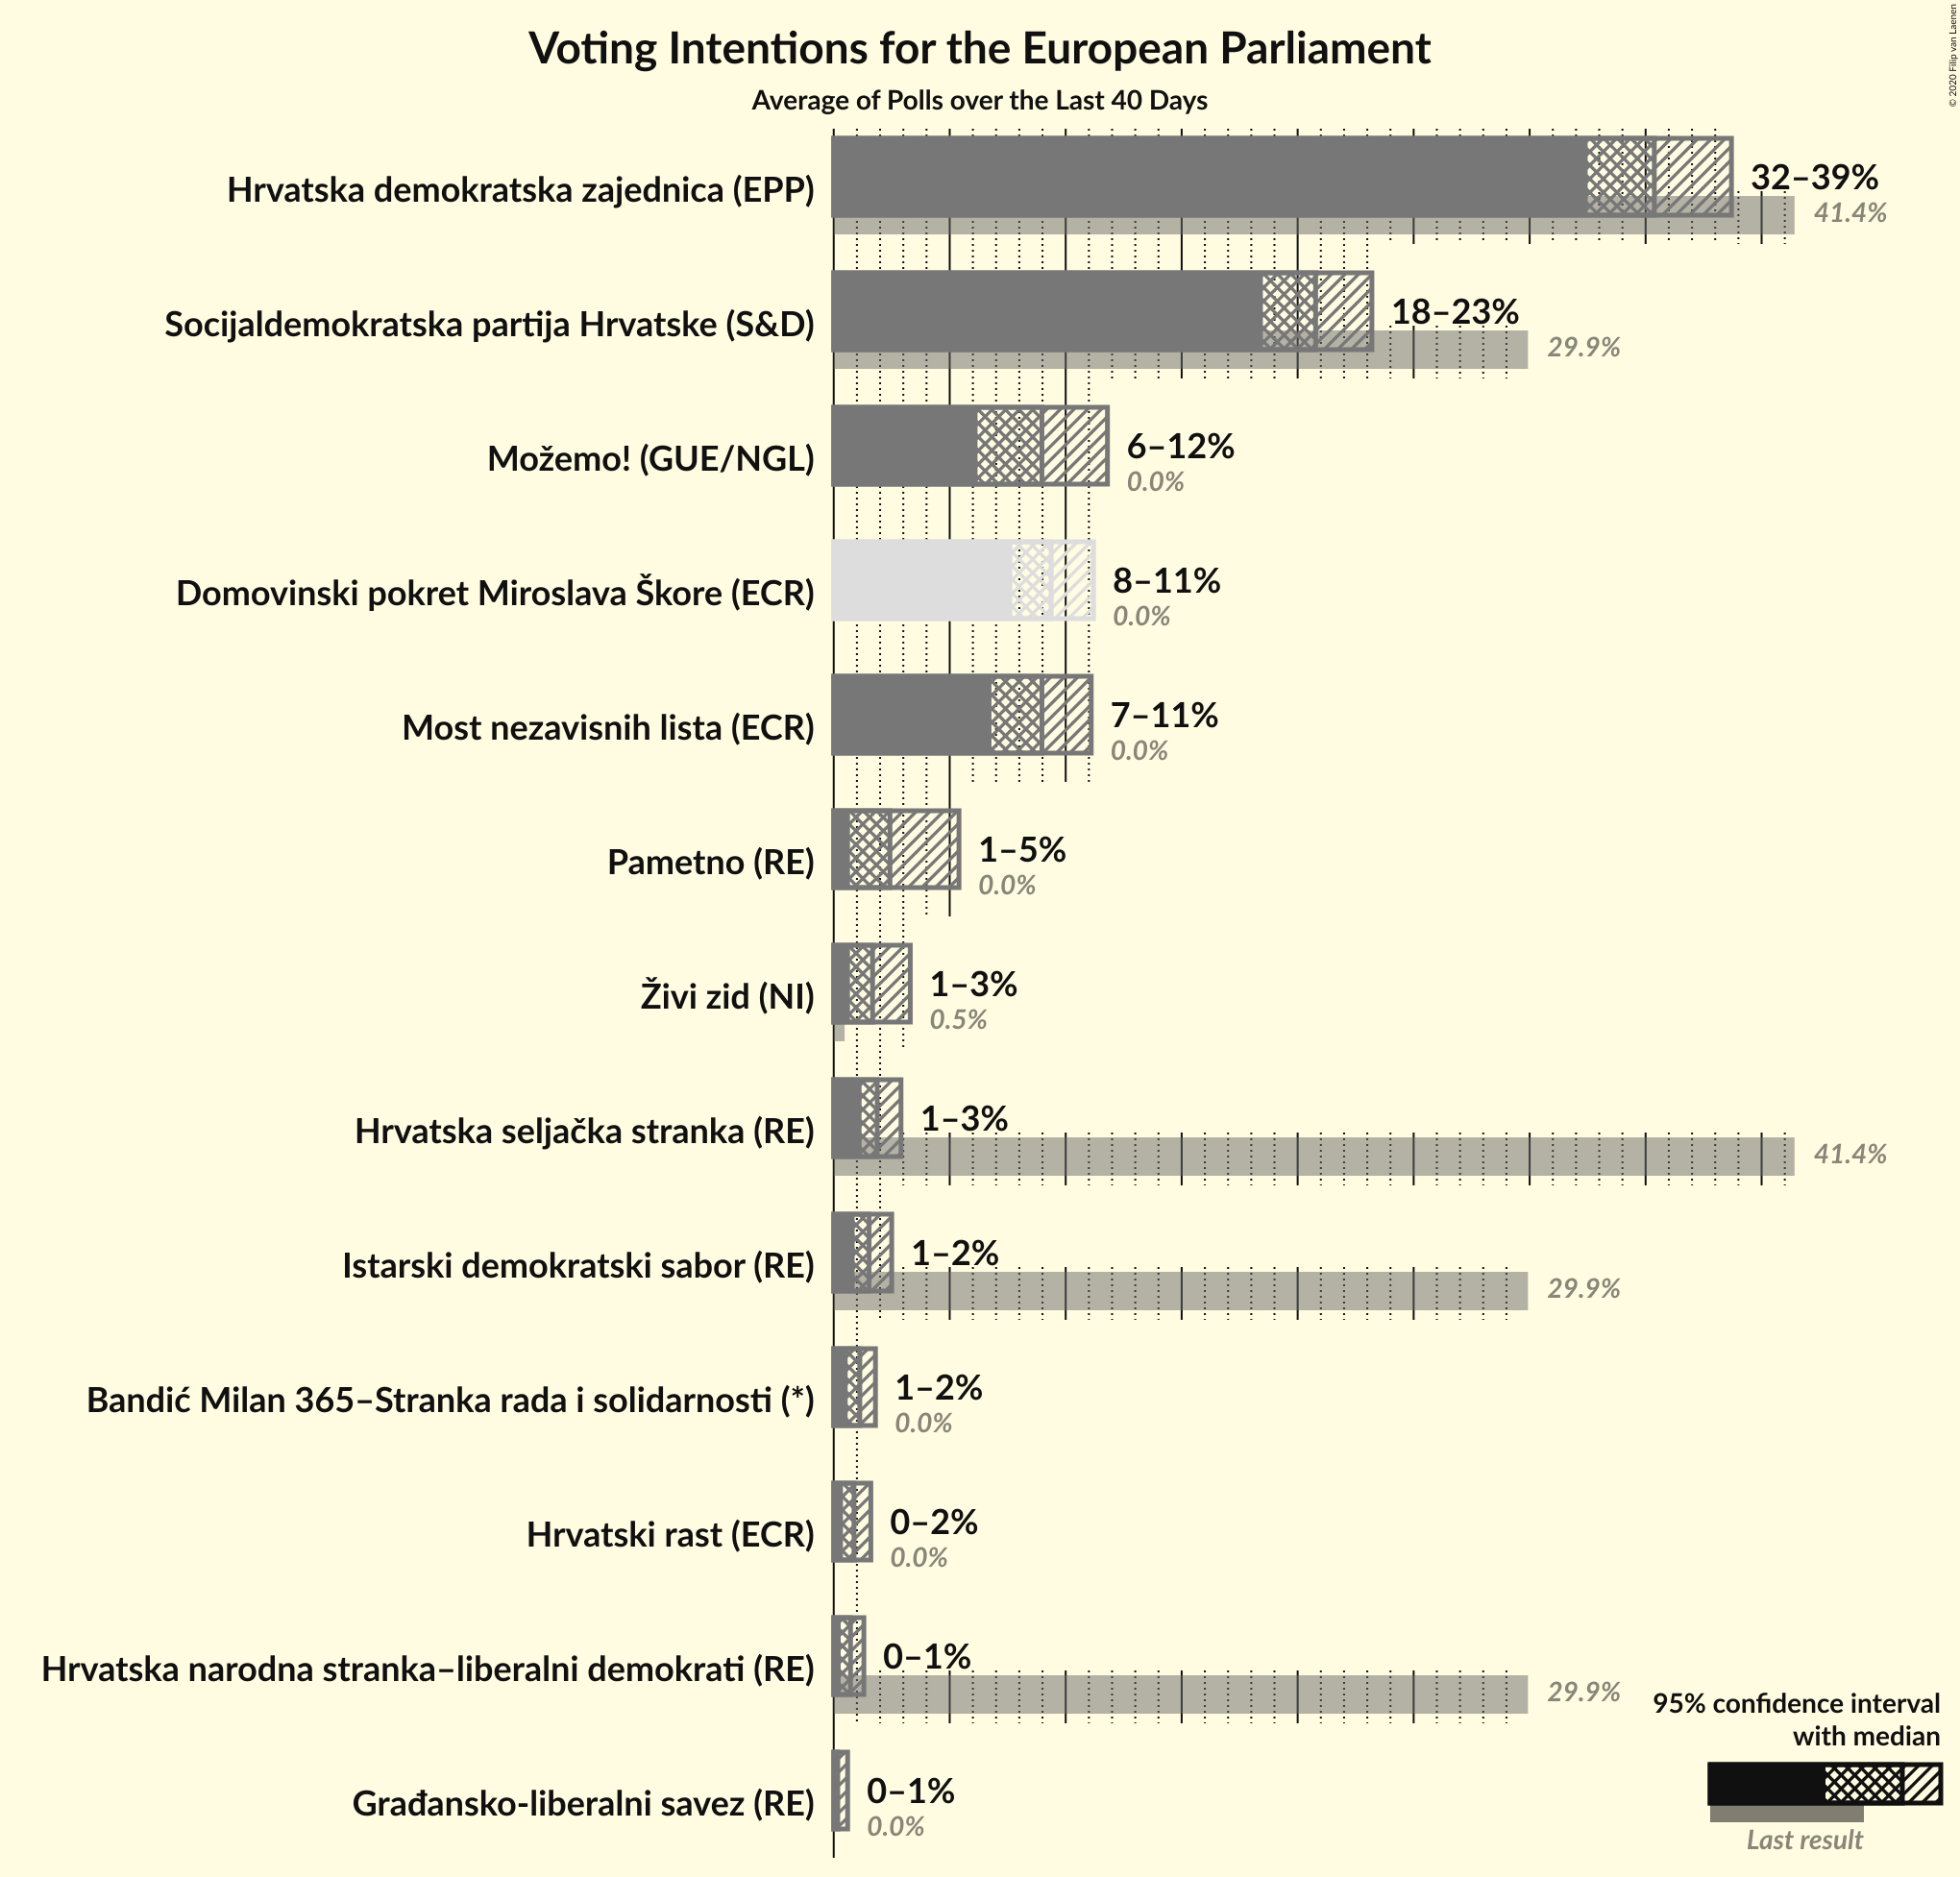 Voting Intentions for the European Parliament
Average of Polls over the Last 40 Days
© 2020 Filip van Laenen
Hrvatska demokratska zajednica (EPP)
32–39%
41.4%
Socijaldemokratska partija Hrvatske (S&D)
18–23%
29.9%
Možemo! (GUE/NGL)
6–12%
0.0%
Domovinski pokret Miroslava Škore (ECR)
8–11%
0.0%
Most nezavisnih lista (ECR)
7–11%
0.0%
Pametno (RE)
1–5%
0.0%
Živi zid (NI)
1–3%
0.5%
Hrvatska seljačka stranka (RE)
1–3%
41.4%
Istarski demokratski sabor (RE)
1–2%
29.9%
Bandić Milan 365–Stranka rada i solidarnosti (*)
1–2%
0.0%
Hrvatski rast (ECR)
0–2%
0.0%
Hrvatska narodna stranka–liberalni demokrati (RE)
0–1%
29.9%
Građansko-liberalni savez (RE)
0–1%
0.0%
95% confidence interval
with median
Last result